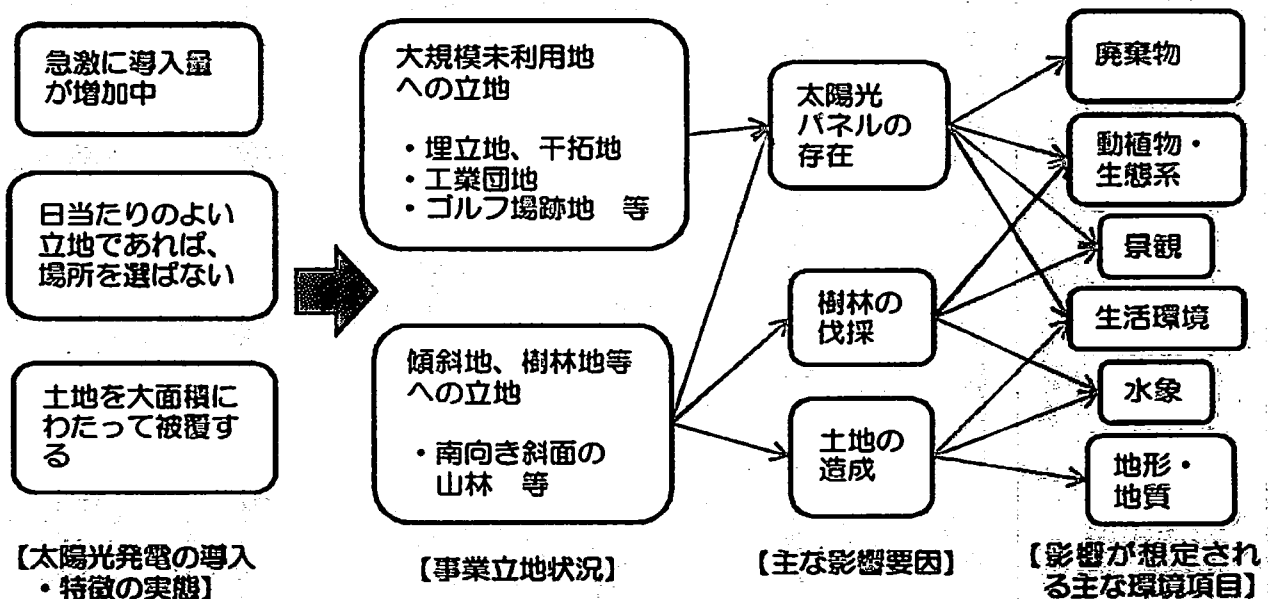 急激に導入量
が増加中
日当たりのよい
立地であれば、
場所を選ばない
土地を大面積に
わたって被覆す
る
【太陽光発電の導入
・特徴の実態】
大規模未利用地
への立地
・埋立地、干拓地
・工業団地
・ゴルフ場跡地 等
傾斜地、樹林地等
への立地
・南向き斜面の
山林 等
【事業立地状況】
太陽光
パネルの
存在
樹林の
伐採
土地の
造成
【主な影響要因】
廃棄物
動植物・
生態系
景観
生活環境
水象
地形・
地質
【影響が想定され
る主な環境項目】